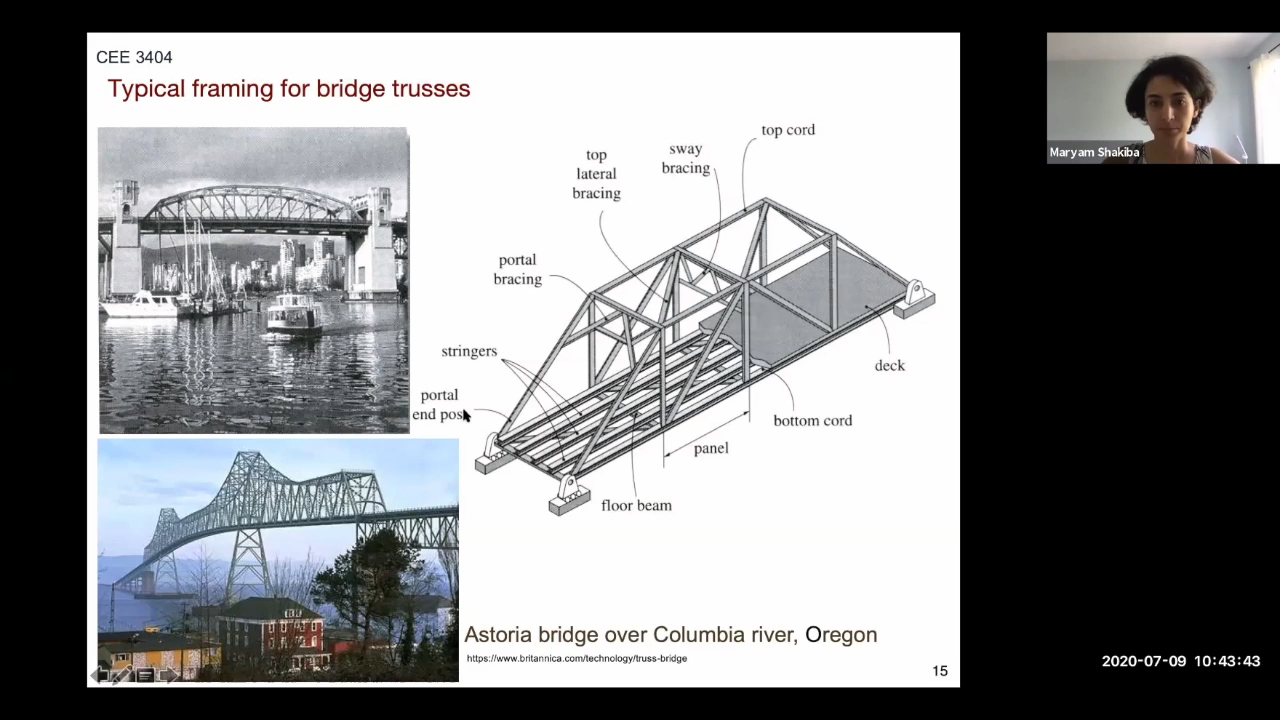 CEE 3404
Typical framing for bridge trusses
top cord
sway
bracing
top
lateral
bracing
portal
bracing
stringers
portal
end post
deck
bottom cord
panel
floor beam
Astoria bridge over Columbia river, Oregon
https://www.britannica.com/technology/truss-bridge
15
Maryam Shakiba
2020-07-09 10:43:43